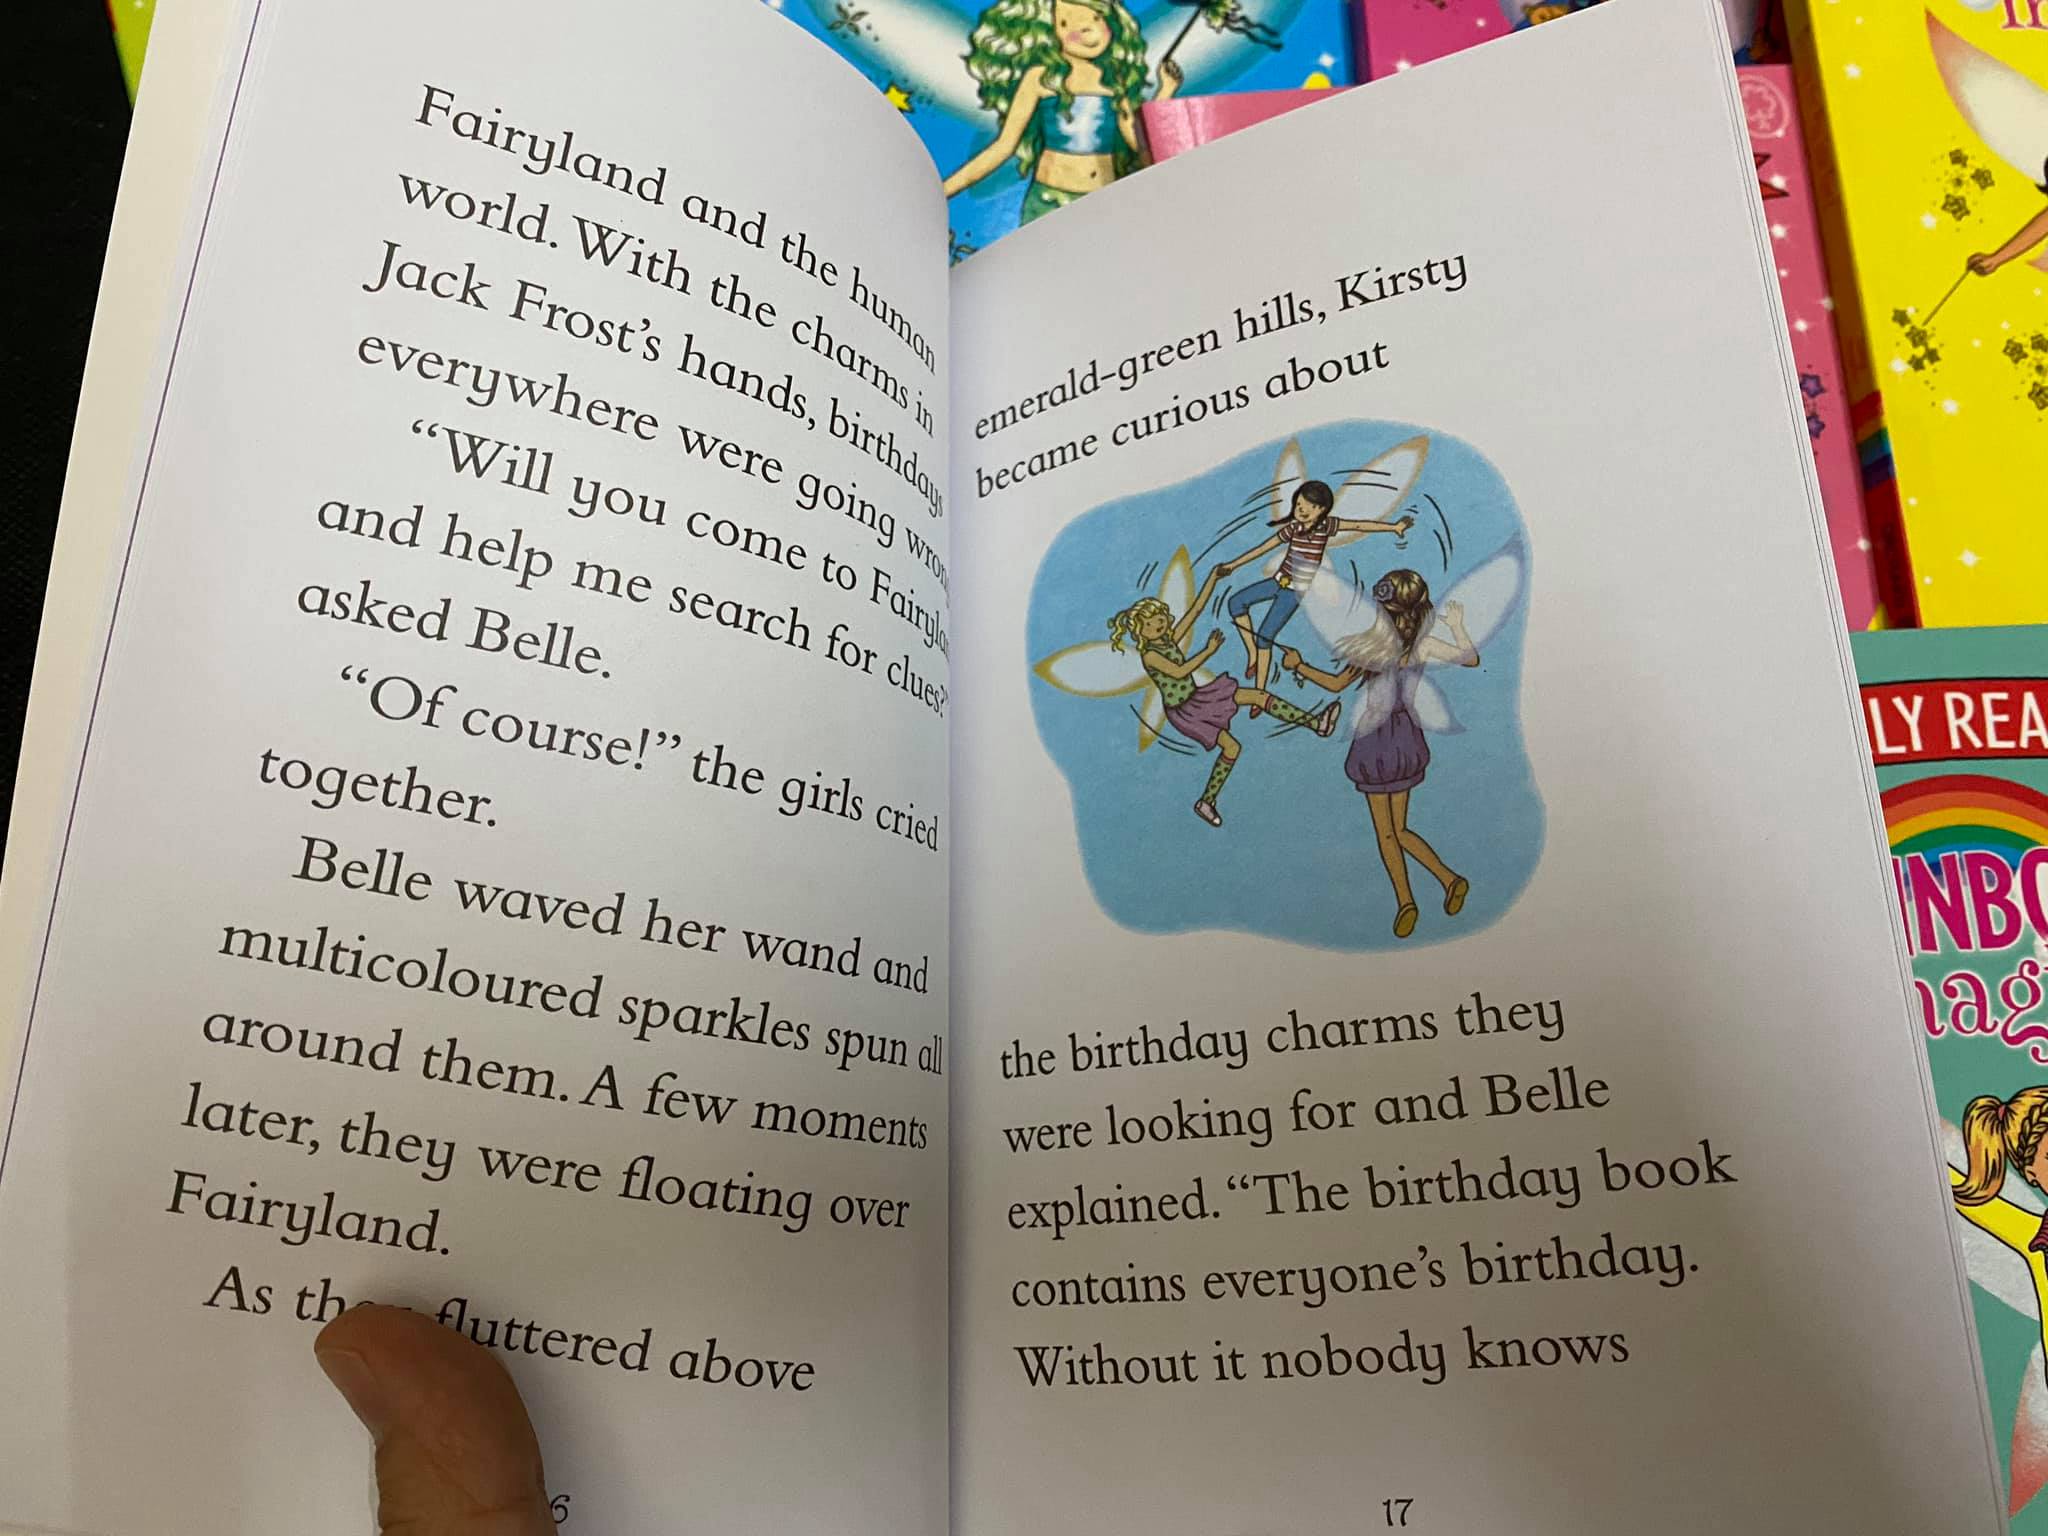 Fairyland and the human
world. With the charms in
Jack Frost's hands, birthdays
everywhere were going
"Will you come to
and help me search for clues?"
asked Belle.
"Of course!" the girls cried
together.
Belle waved her wand and
multicoloured sparkles spun all
around them. A few moments
later, they were floating over
Fairyland.
As fluttered above
6
emerald-green hills, Kirsty
became curious about
the birthday charms they
were looking for and Belle
explained. "The birthday book
contains everyone's birthday.
Without it nobody knows
17
LY REA
INBO
mag